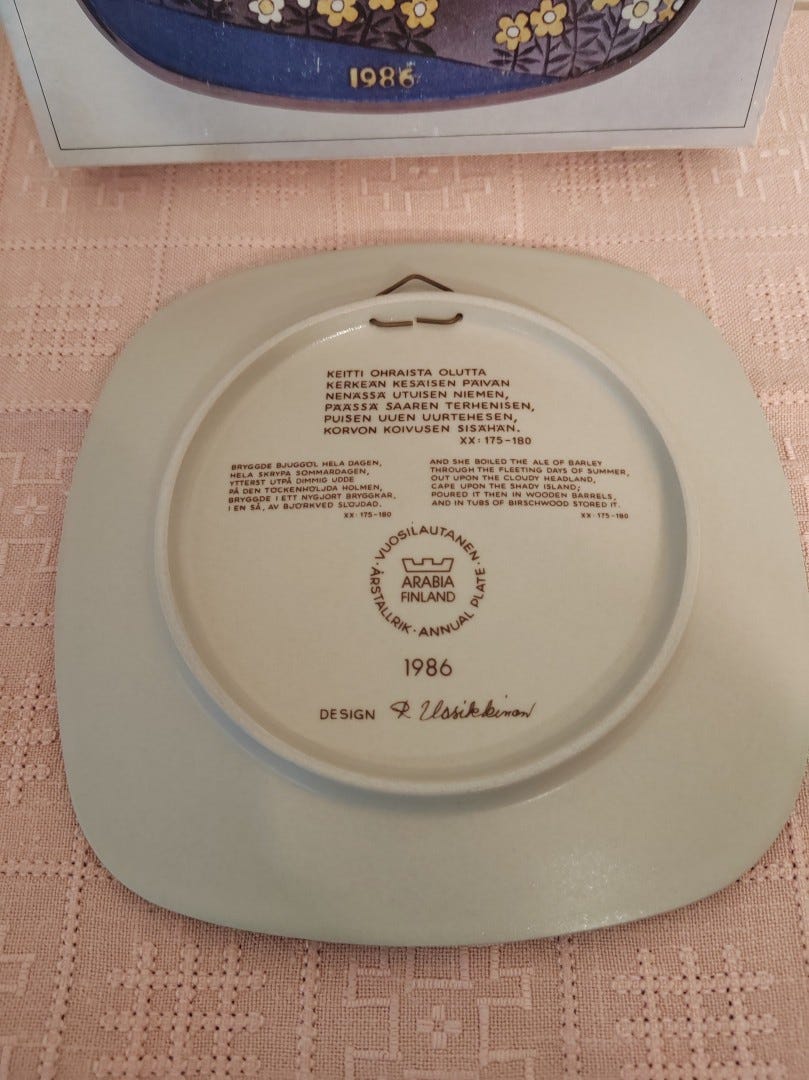 1986
KEITTI OHRAISTA OLUTTA
KERKEÄN KESÄISEN PÄIVÄN
NENÄSSÄ UTUISEN NIEMEN,
PÄÄSSÄ SAAREN TERHENISEN,
PUISEN UUEN UURTEHESEN,
KORVON KOIVUSEN SISÄHÄN.
XX: 175-180
BRYGGDE BJUGGÖL HELA DAGEN,
HELA SKRYPA SOMMARDAGEN,
YTTERST UTPÅ DIMMIG UDDE
PÅ DEN TÖCKENHÖLJDA HOLMEN,
BRYGGDE I ETT NYGJORT BRYGGKAR,
I EN SÅ, AV BJÖRKVED SLÖJDAD.
XX: 175-180
AND SHE BOILED THE ALE OF BARLEY
THROUGH THE FLEETING DAYS OF SUMMER,
OUT UPON THE CLOUDY HEADLAND,
CAPE UPON THE SHADY ISLAND;
POURED IT THEN IN WOODEN BARRELS,
AND IN TUBS OF BIRSCHWOOD STORED IT.
XX: 175-180
· VUOSILAUTANEN · ANNUAL PLATE · ÅRSTALLRIK
ARABIA
FINLAND
1986
DESIGN R Uosikkinen